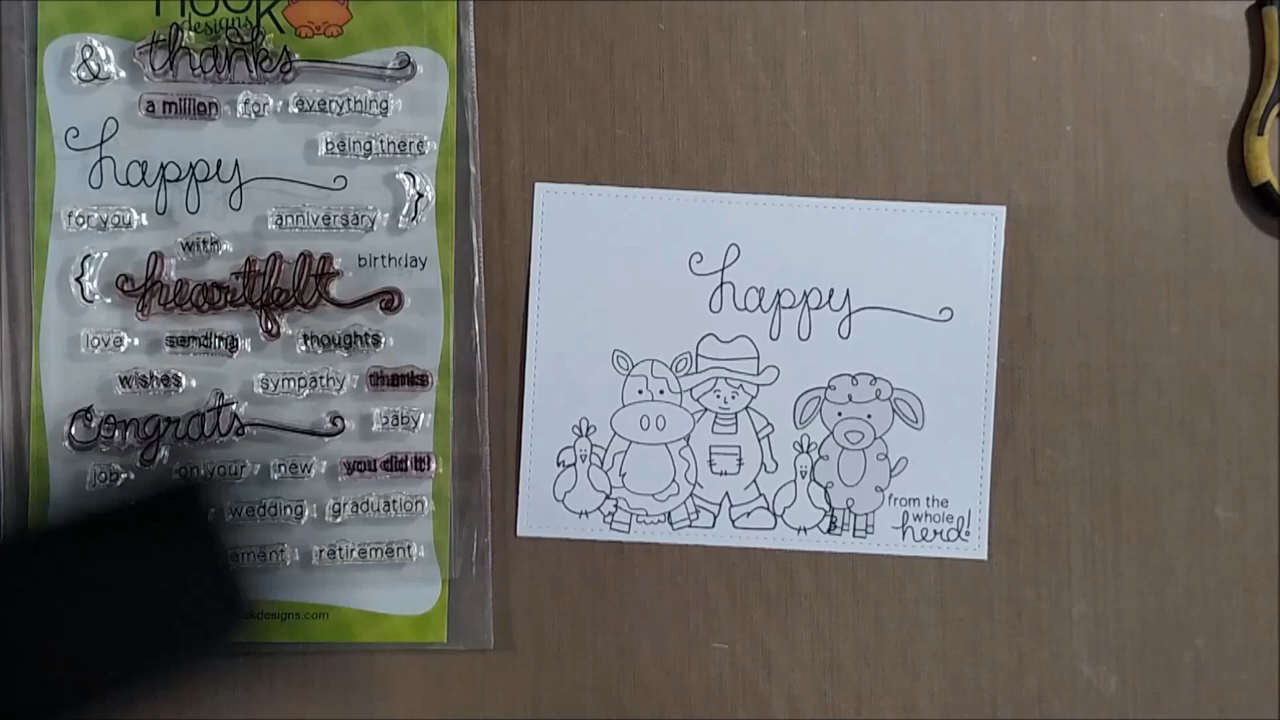 designs
& thanks
a million for everything
being there
happy
}
for you
anniversary
with
birthday
{ heartfelt
love sending thoughts
wishes sympathy thanks
Congrats baby
job on your new you did it!
wedding graduation
ement retirement
kdesigns.com
happy
from the
whole
herd!